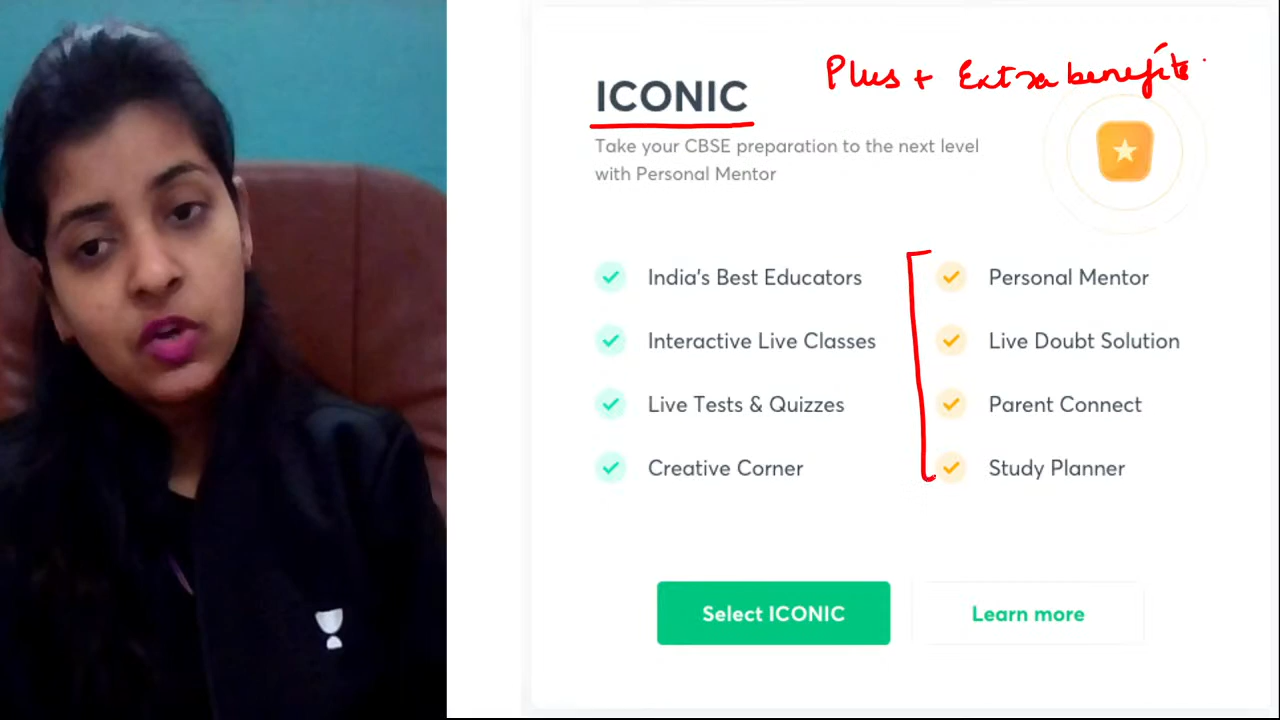 Plus + Extra benefits
ICONIC
Take your CBSE preparation to the next level
with Personal Mentor
India's Best Educators
Personal Mentor
Interactive Live Classes
Live Doubt Solution
Live Tests & Quizzes
Parent Connect
Creative Corner
Study Planner
Select ICONIC
Learn more